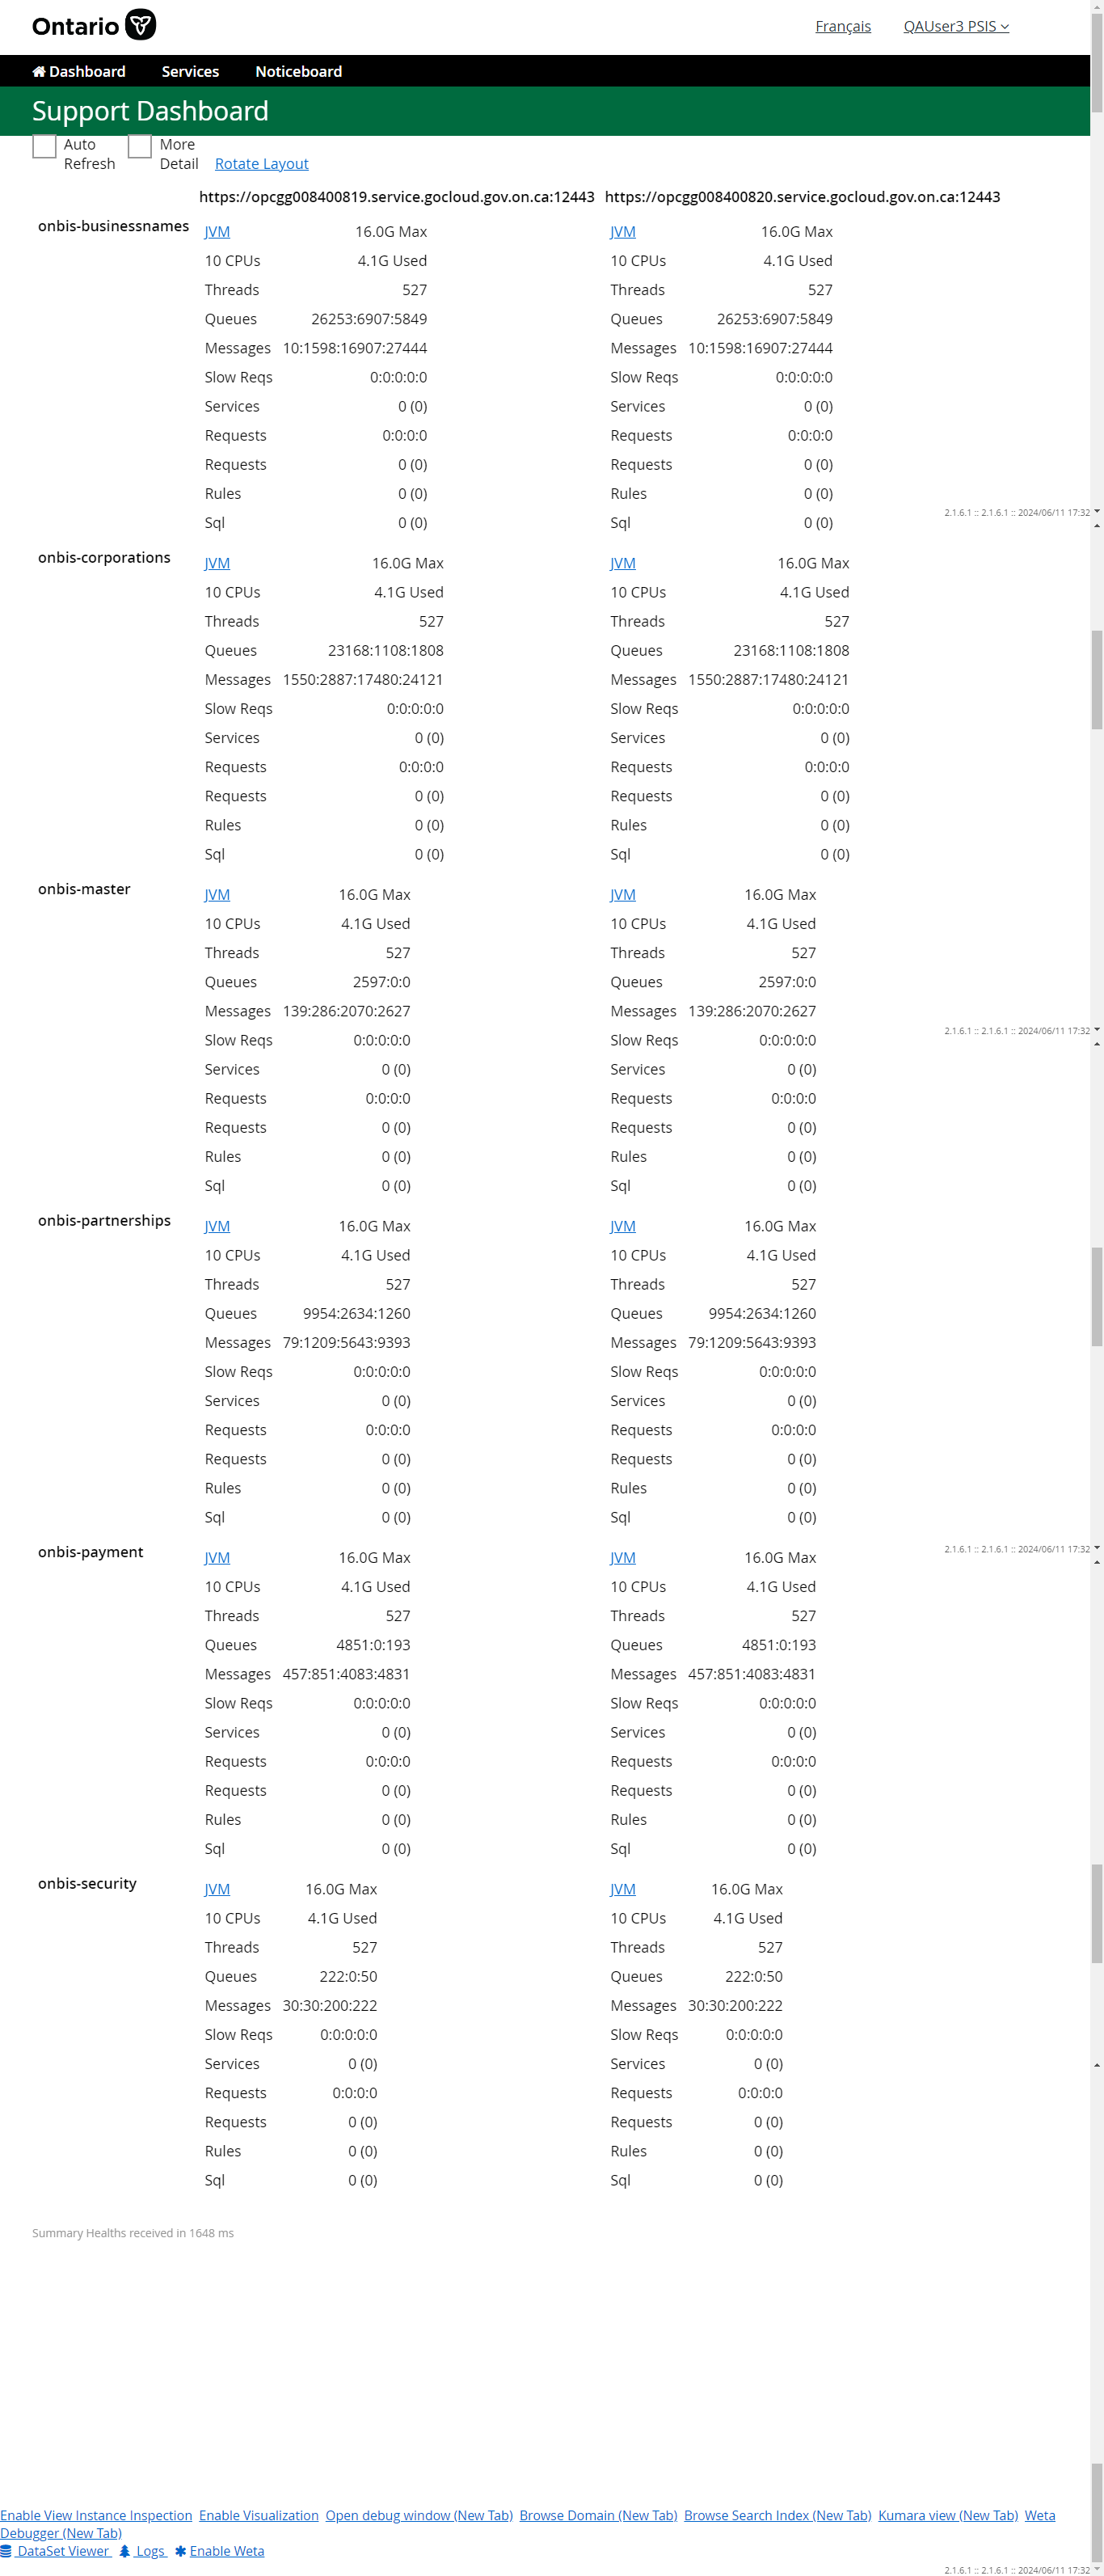 Ontario
Français QAUser3 PSIS
Dashboard Services Noticeboard
Support Dashboard
Auto Refresh More Detail Rotate Layout
https://opcgg008400819.service.gocloud.gov.on.ca:12443 https://opcgg008400820.service.gocloud.gov.on.ca:12443
onbis-businessnames JVM 16.0G Max JVM 16.0G Max
10 CPUs 4.1G Used 10 CPUs 4.1G Used
Threads 527 Threads 527
Queues 26253:6907:5849 Queues 26253:6907:5849
Messages 10:1598:16907:27444 Messages 10:1598:16907:27444
Slow Reqs 0:0:0:0:0 Slow Reqs 0:0:0:0:0
Services 0 (0) Services 0 (0)
Requests 0:0:0:0 Requests 0:0:0:0
Requests 0 (0) Requests 0 (0)
Rules 0 (0) Rules 0 (0)
2.1.6.1 :: 2.1.6.1 :: 2024/06/11 17:32
Sql 0 (0) Sql 0 (0)
onbis-corporations JVM 16.0G Max JVM 16.0G Max
10 CPUs 4.1G Used 10 CPUs 4.1G Used
Threads 527 Threads 527
Queues 23168:1108:1808 Queues 23168:1108:1808
Messages 1550:2887:17480:24121 Messages 1550:2887:17480:24121
Slow Reqs 0:0:0:0:0 Slow Reqs 0:0:0:0:0
Services 0 (0) Services 0 (0)
Requests 0:0:0:0 Requests 0:0:0:0
Requests 0 (0) Requests 0 (0)
Rules 0 (0) Rules 0 (0)
Sql 0 (0) Sql 0 (0)
onbis-master JVM 16.0G Max JVM 16.0G Max
10 CPUs 4.1G Used 10 CPUs 4.1G Used
Threads 527 Threads 527
Queues 2597:0:0 Queues 2597:0:0
Messages 139:286:2070:2627 Messages 139:286:2070:2627
2.1.6.1 :: 2.1.6.1 :: 2024/06/11 17:32
Slow Reqs 0:0:0:0:0 Slow Reqs 0:0:0:0:0
Services 0 (0) Services 0 (0)
Requests 0:0:0:0 Requests 0:0:0:0
Requests 0 (0) Requests 0 (0)
Rules 0 (0) Rules 0 (0)
Sql 0 (0) Sql 0 (0)
onbis-partnerships JVM 16.0G Max JVM 16.0G Max
10 CPUs 4.1G Used 10 CPUs 4.1G Used
Threads 527 Threads 527
Queues 9954:2634:1260 Queues 9954:2634:1260
Messages 79:1209:5643:9393 Messages 79:1209:5643:9393
Slow Reqs 0:0:0:0:0 Slow Reqs 0:0:0:0:0
Services 0 (0) Services 0 (0)
Requests 0:0:0:0 Requests 0:0:0:0
Requests 0 (0) Requests 0 (0)
Rules 0 (0) Rules 0 (0)
Sql 0 (0) Sql 0 (0)
2.1.6.1 :: 2.1.6.1 :: 2024/06/11 17:32
onbis-payment JVM 16.0G Max JVM 16.0G Max
10 CPUs 4.1G Used 10 CPUs 4.1G Used
Threads 527 Threads 527
Queues 4851:0:193 Queues 4851:0:193
Messages 457:851:4083:4831 Messages 457:851:4083:4831
Slow Reqs 0:0:0:0:0 Slow Reqs 0:0:0:0:0
Services 0 (0) Services 0 (0)
Requests 0:0:0:0 Requests 0:0:0:0
Requests 0 (0) Requests 0 (0)
Rules 0 (0) Rules 0 (0)
Sql 0 (0) Sql 0 (0)
onbis-security JVM 16.0G Max JVM 16.0G Max
10 CPUs 4.1G Used 10 CPUs 4.1G Used
Threads 527 Threads 527
Queues 222:0:50 Queues 222:0:50
Messages 30:30:200:222 Messages 30:30:200:222
Slow Reqs 0:0:0:0:0 Slow Reqs 0:0:0:0:0
Services 0 (0) Services 0 (0)
Requests 0:0:0:0 Requests 0:0:0:0
Requests 0 (0) Requests 0 (0)
Rules 0 (0) Rules 0 (0)
Sql 0 (0) Sql 0 (0)
Summary Healths received in 1648 ms
Enable View Instance Inspection Enable Visualization Open debug window (New Tab) Browse Domain (New Tab) Browse Search Index (New Tab) Kumara view (New Tab) Weta
Debugger (New Tab)
DataSet Viewer Logs Enable Weta
2.1.6.1 :: 2.1.6.1 :: 2024/06/11 17:32